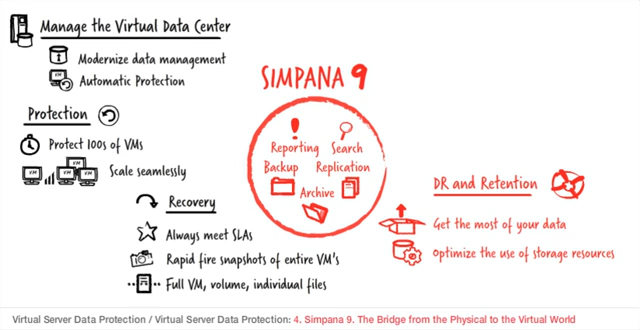 Manage the Virtual Data Center
Modernize data management
VM
Automatic Protection
Protection
Protect 100s of VMs
VM VM VM VM
Scale seamlessly
Recovery
Always meet SLAs
Rapid fire snapshots of entire VM's
Full VM, volume, individual files
SIMPANA 9
Reporting Search
Backup Replication
Archive
DR and Retention
Get the most of your data
Optimize the use of storage resources
Virtual Server Data Protection / Virtual Server Data Protection: 4. Simpana 9. The Bridge from the Physical to the Virtual World